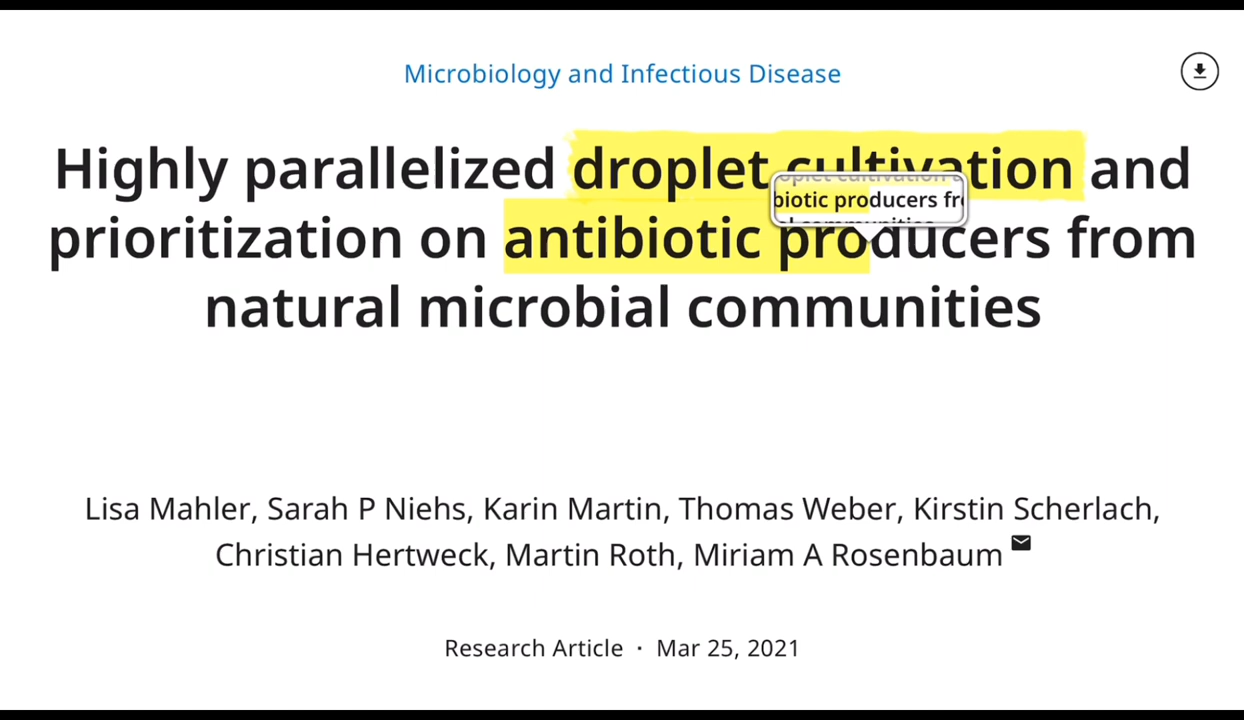 Microbiology and Infectious Disease
Highly parallelized droplet cultivation and
prioritization on antibiotic producers from
natural microbial communities
biotic producers fr
Lisa Mahler, Sarah P Niehs, Karin Martin, Thomas Weber, Kirstin Scherlach,
Christian Hertweck, Martin Roth, Miriam A Rosenbaum
Research Article · Mar 25, 2021